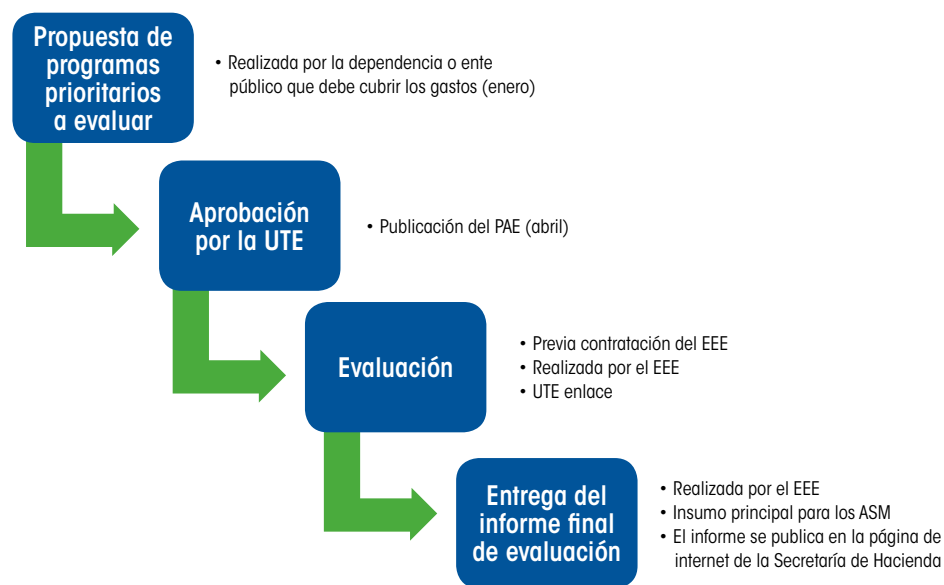 Propuesta de
programas
prioritarios
a evaluar
• Realizada por la dependencia o ente
público que debe cubrir los gastos (enero)
Aprobación
por la UTE
• Publicación del PAE (abril)
Evaluación
• Previa contratación del EEE
• Realizada por el EEE
• UTE enlace
Entrega del
informe final
de evaluación
• Realizada por el EEE
• Insumo principal para los ASM
• El informe se publica en la página de
internet de la Secretaría de Hacienda